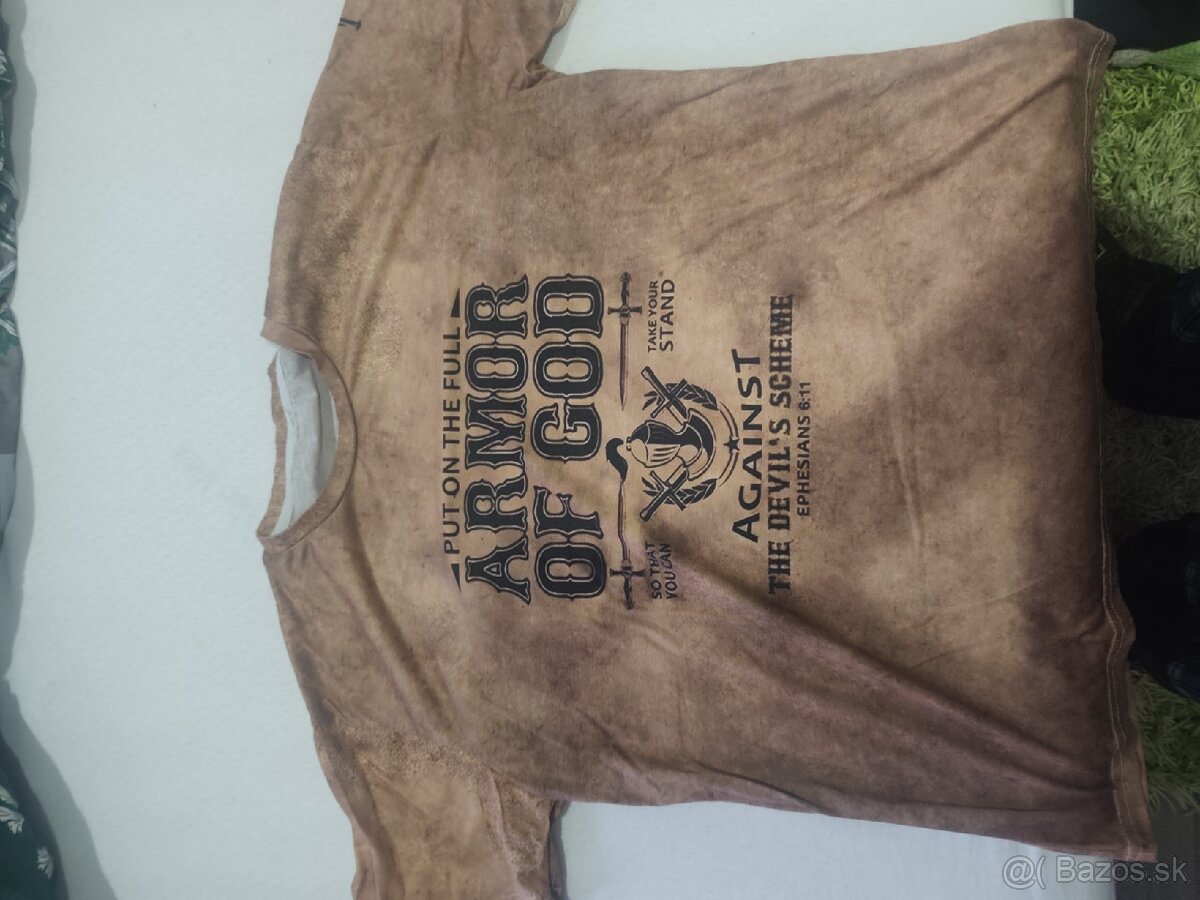 PUT ON THE FULL
ARMOR
OF GOD
SO THAT
YOU CAN
TAKE YOUR
STAND
AGAINST
THE DEVIL'S SCHEME
EPHESIANS 6:11
@( Bazos.sk